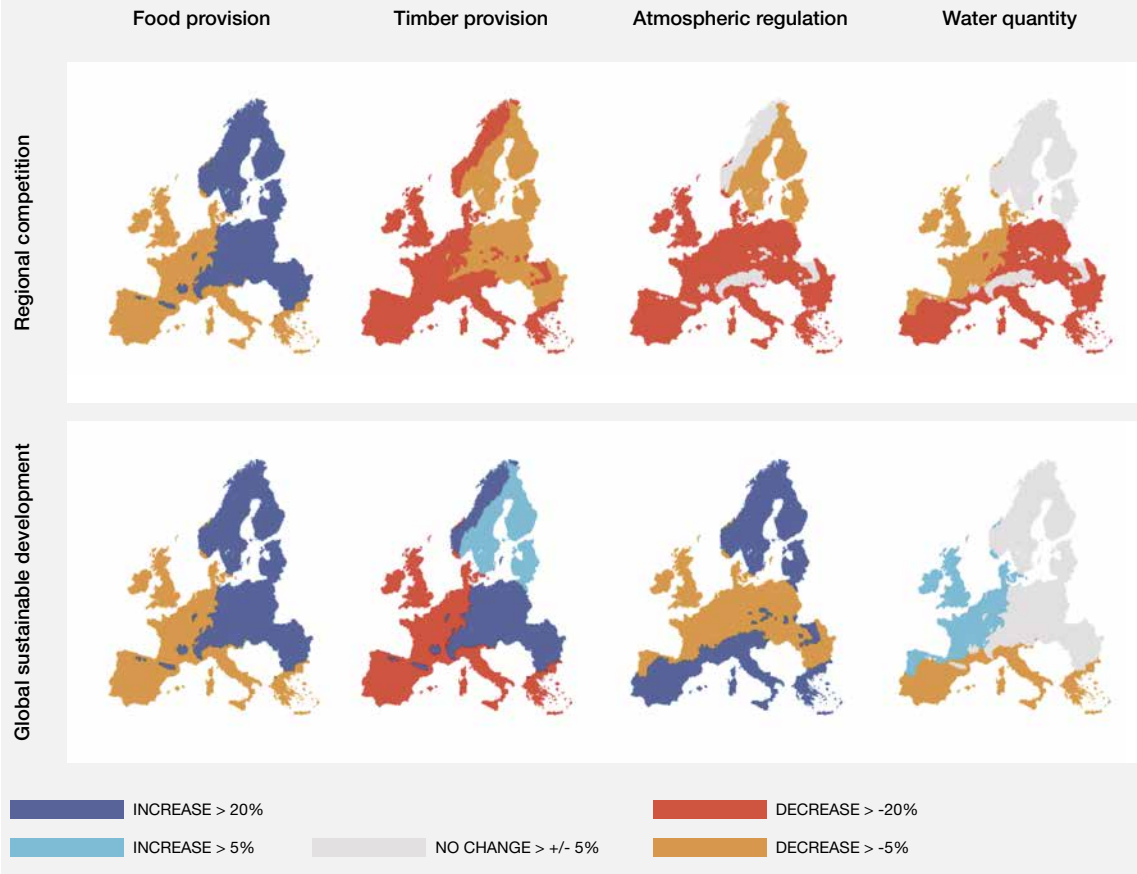 Food provision
Timber provision
Atmospheric regulation
Water quantity
Regional competition
Global sustainable development
INCREASE > 20%
DECREASE > -20%
INCREASE > 5%
NO CHANGE > +/- 5%
DECREASE > -5%